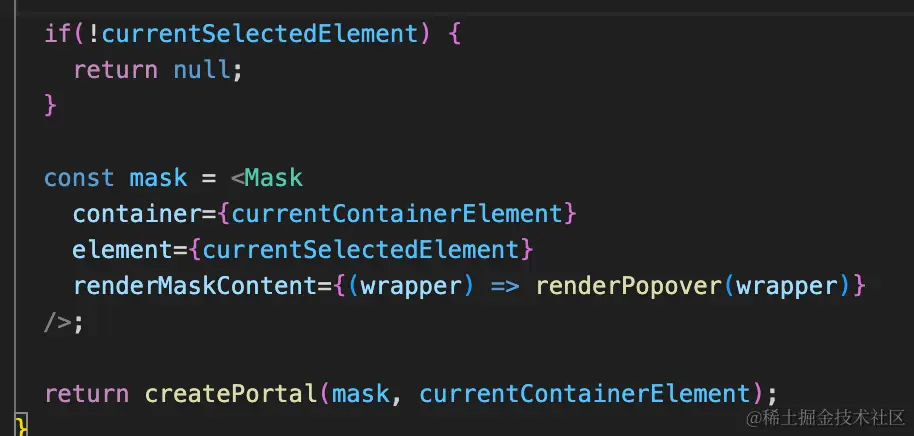 if(!currentSelectedElement) {
  return null;
}

const mask = <Mask
  container={currentContainerElement}
  element={currentSelectedElement}
  renderMaskContent={(wrapper) => renderPopover(wrapper)}
/>;

return createPortal(mask, currentContainerElement);
}
@稀土掘金技术社区